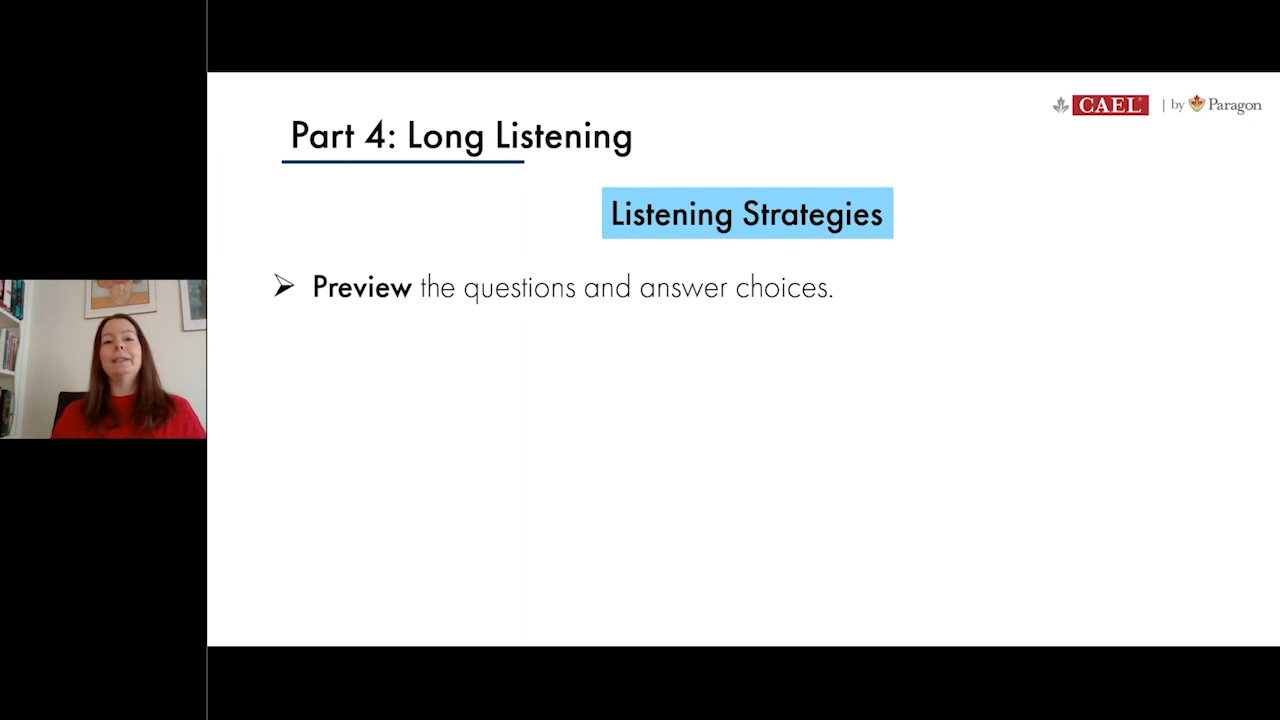 CAEL | by Paragon
Part 4: Long Listening
Listening Strategies
➢ Preview the questions and answer choices.